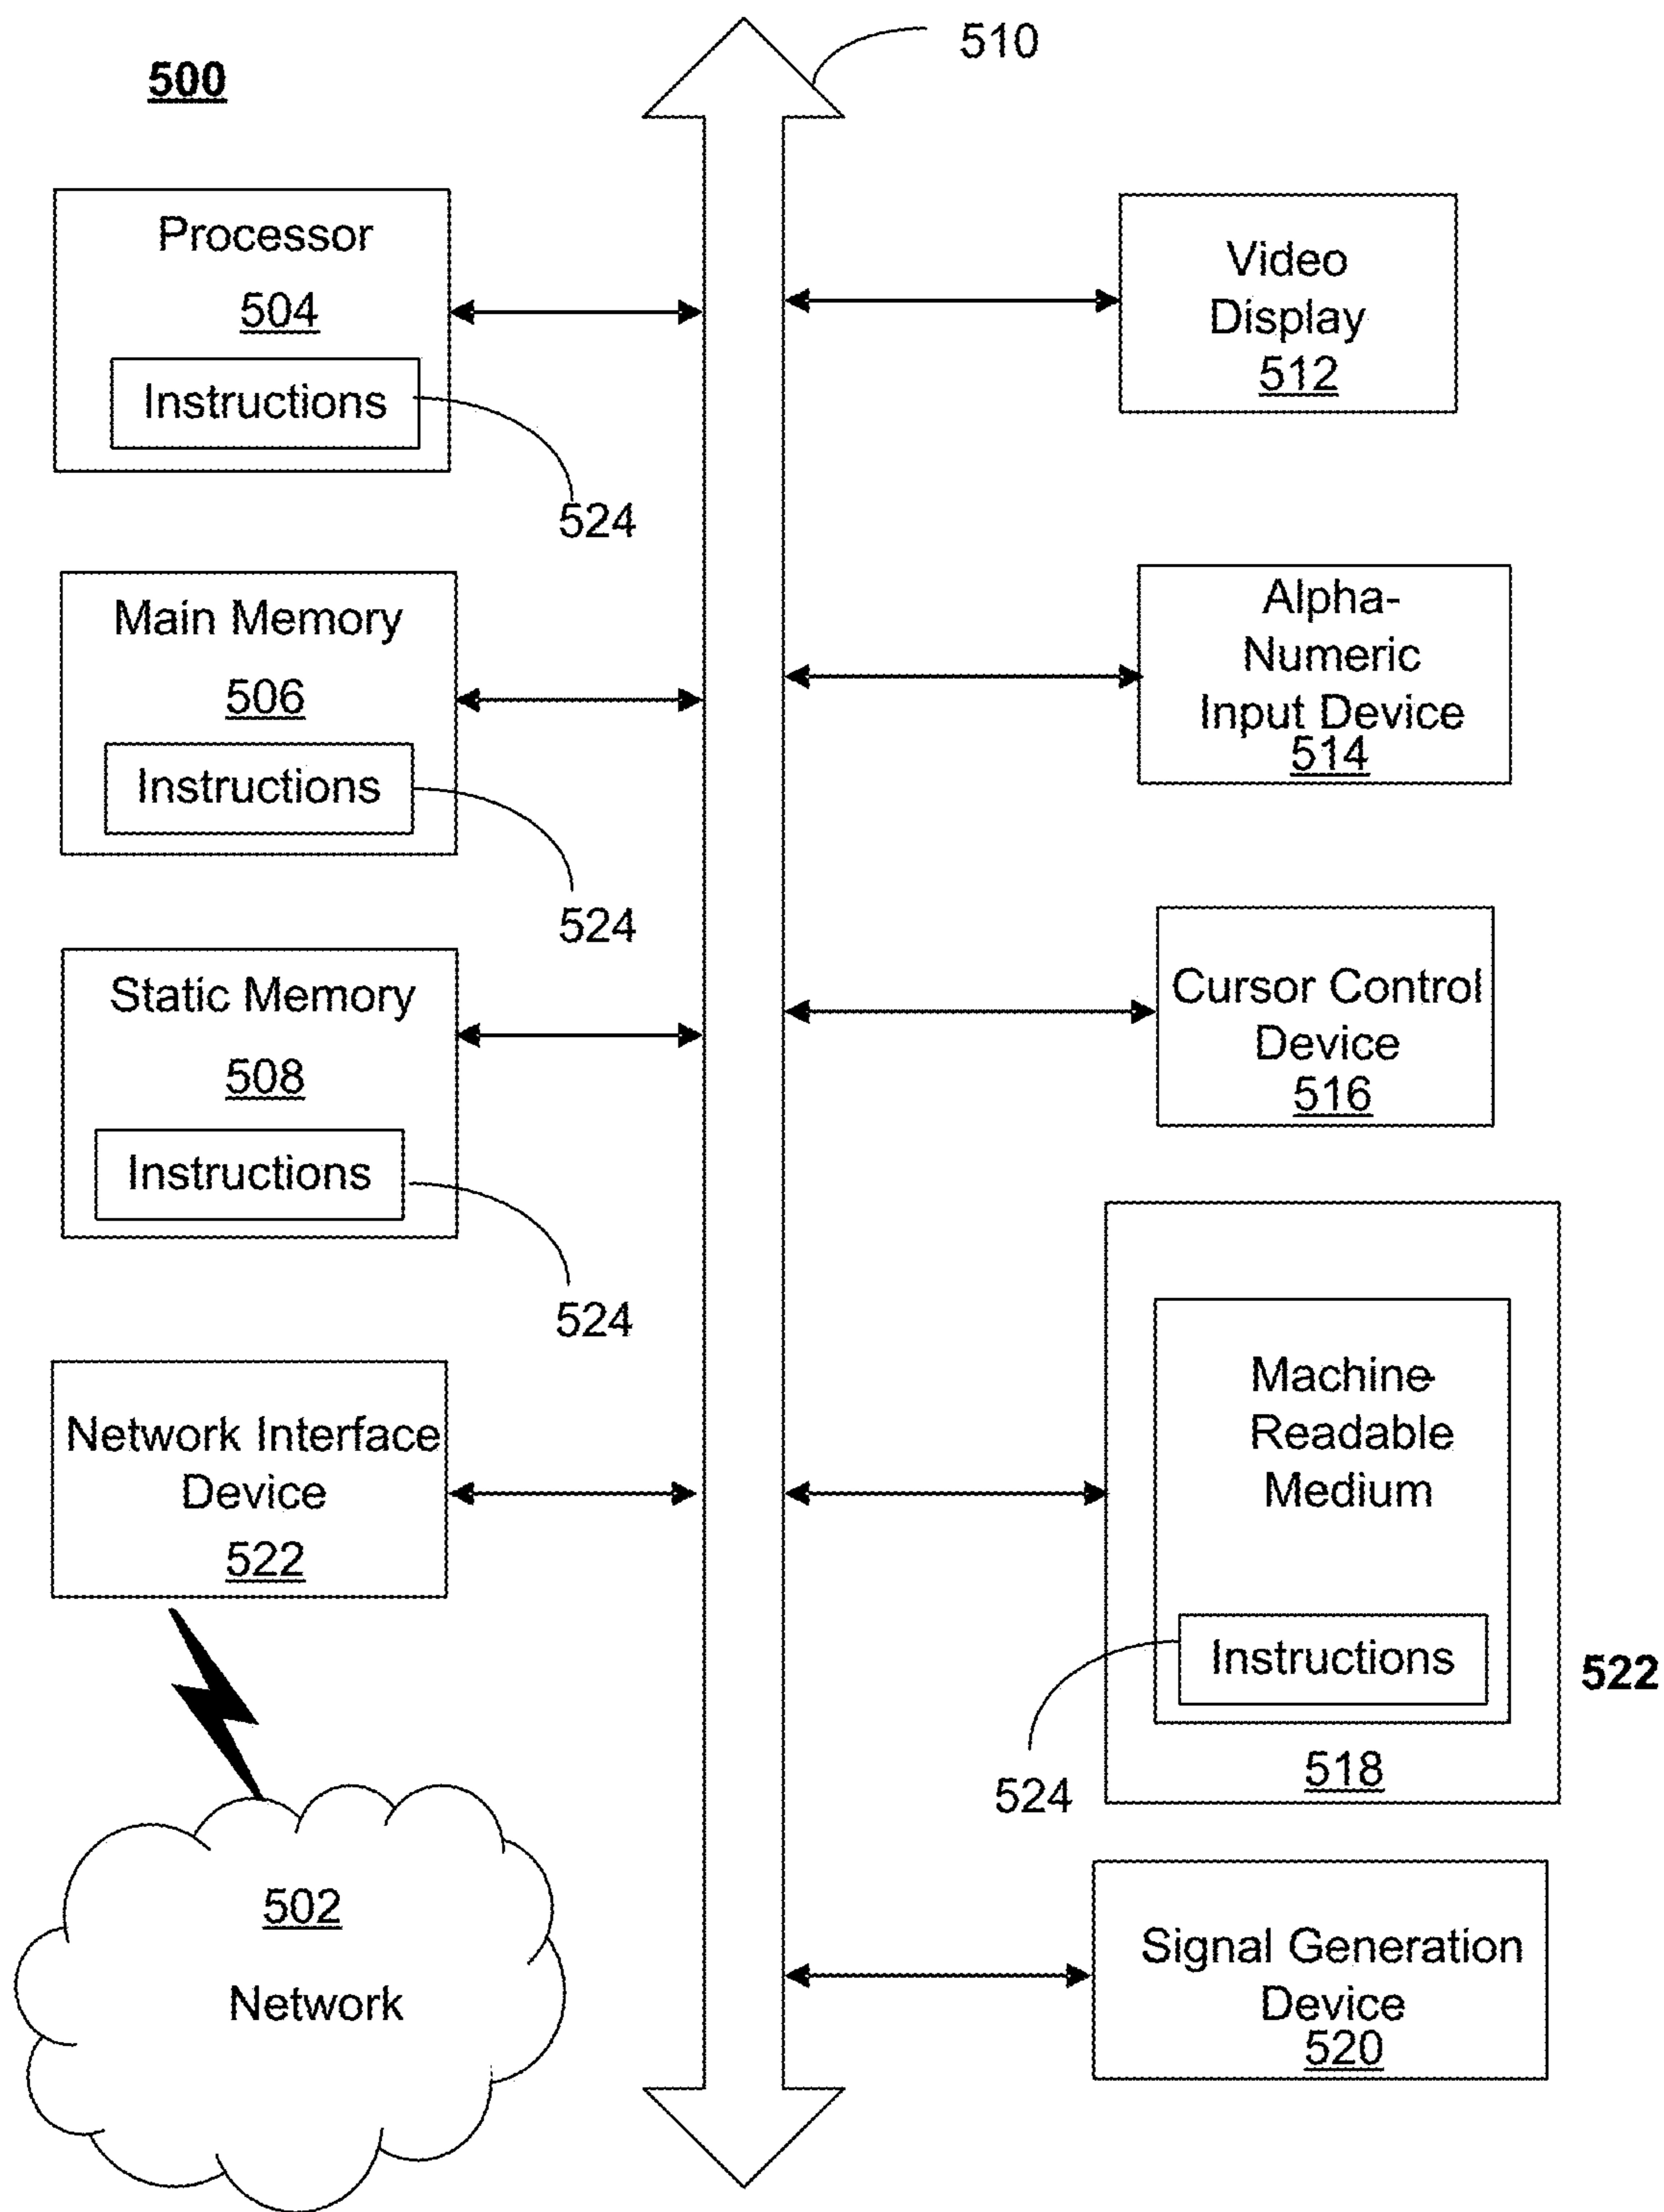 500
510
Processor
504
Instructions
524
Main Memory
506
Instructions
524
Static Memory
508
Instructions
524
Network Interface
Device
522
502
Network
Video
Display
512
Alpha-
Numeric
Input Device
514
Cursor Control
Device
516
Machine-
Readable
Medium
Instructions
522
518
524
Signal Generation
Device
520